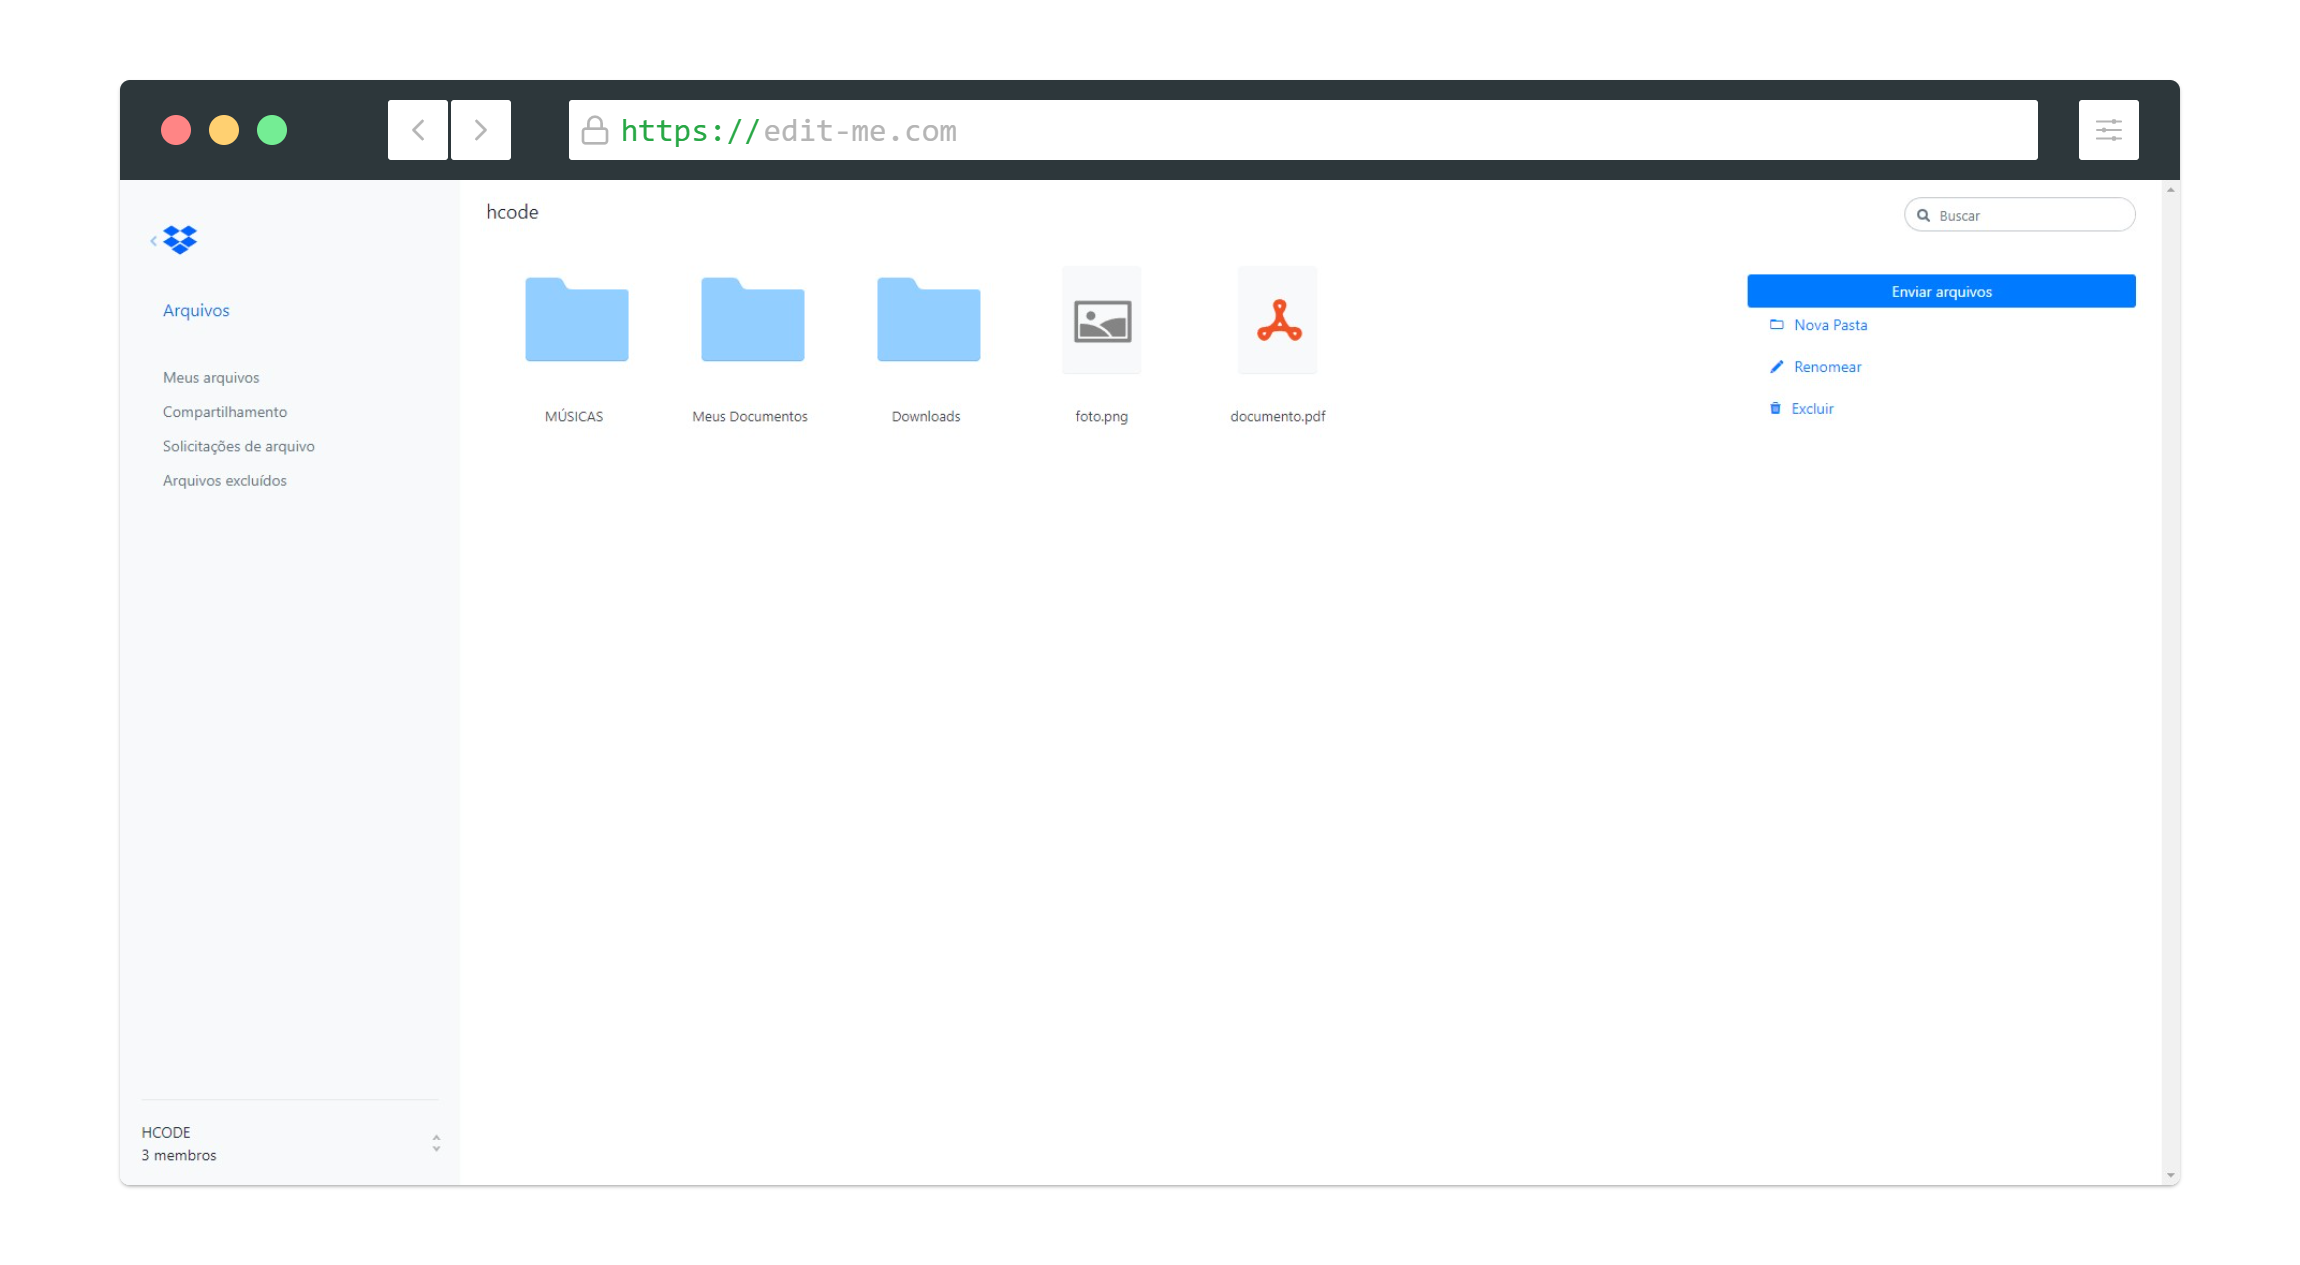 https://edit-me.com
hcode
Buscar
Arquivos
Meus arquivos
Compartilhamento
Solicitações de arquivo
Arquivos excluídos
MÚSICAS
Meus Documentos
Downloads
foto.png
documento.pdf
Enviar arquivos
Nova Pasta
Renomear
Excluir
HCODE
3 membros